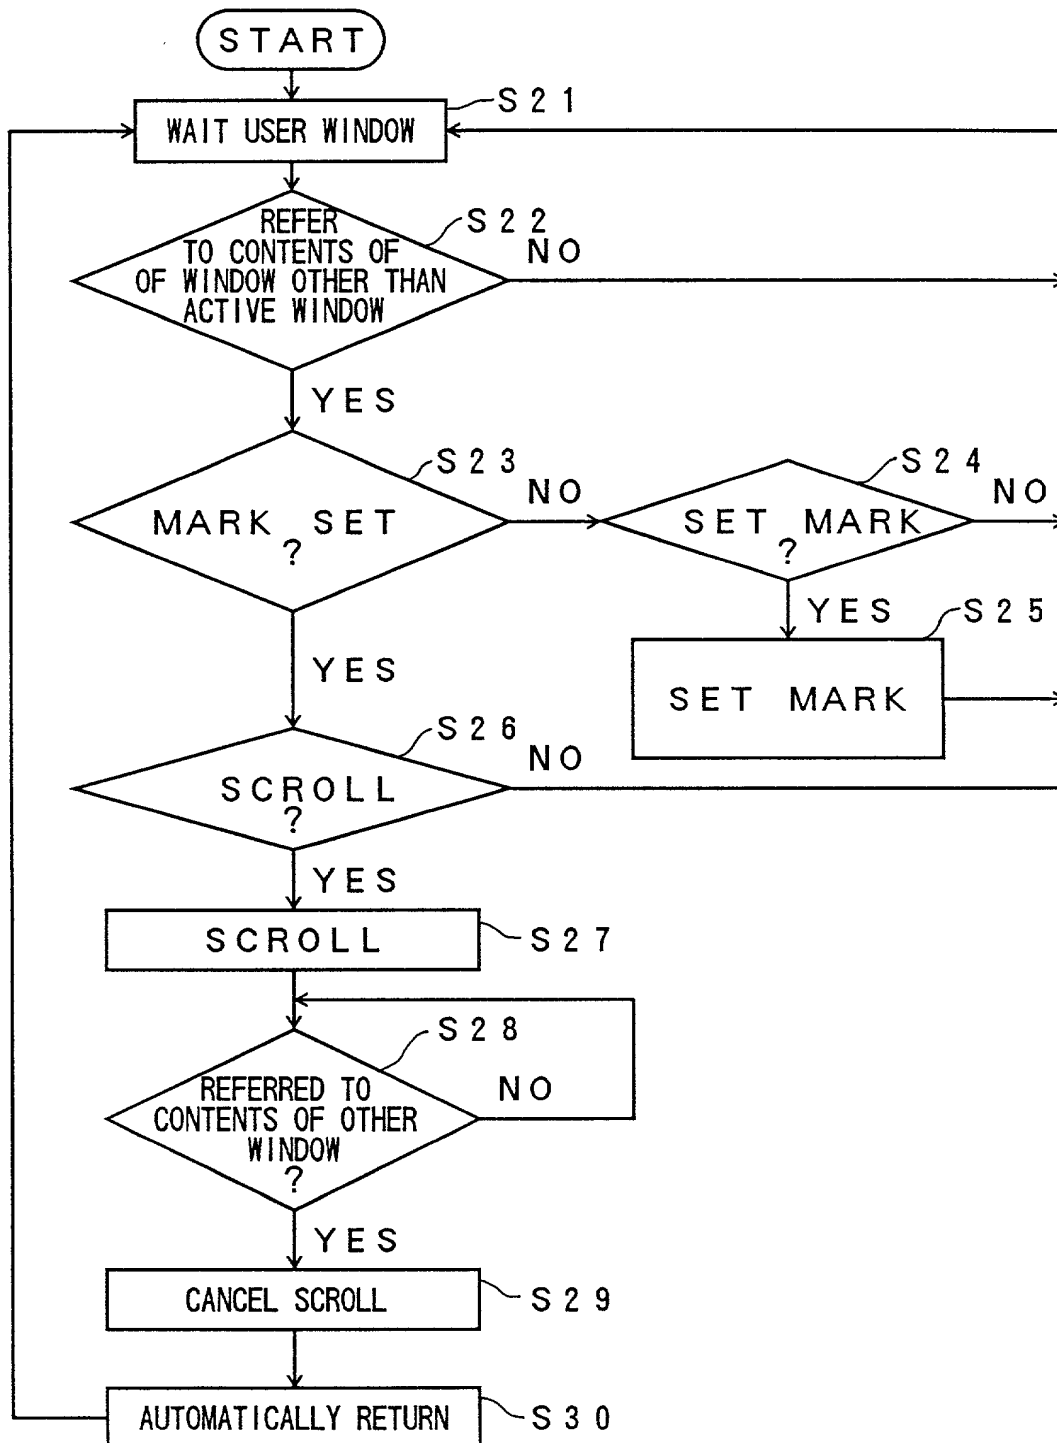 START
S21
WAIT USER WINDOW
S22
REFER
TO CONTENTS OF
OF WINDOW OTHER THAN
ACTIVE WINDOW
NO
YES
S23
MARK SET
?
NO
S24
SET MARK
?
NO
YES
S25
SET MARK
YES
S26
SCROLL
?
NO
YES
SCROLL
S27
S28
REFERRED TO
CONTENTS OF OTHER
WINDOW
?
NO
YES
CANCEL SCROLL
S29
AUTOMATICALLY RETURN
S30